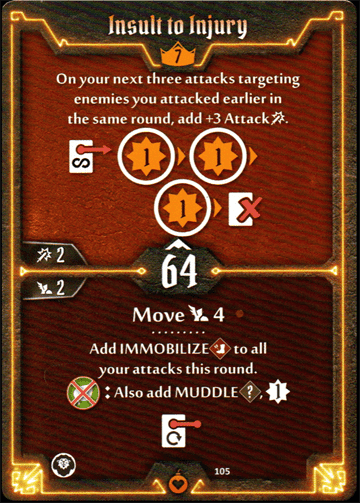 Insult to Injury
7
On your next three attacks targeting
enemies you attacked earlier in
the same round, add +3 Attack.
S 1 1
1
2
64
2
Move 4
Add IMMOBILIZE to all
your attacks this round.
: Also add MUDDLE ?, 1
105